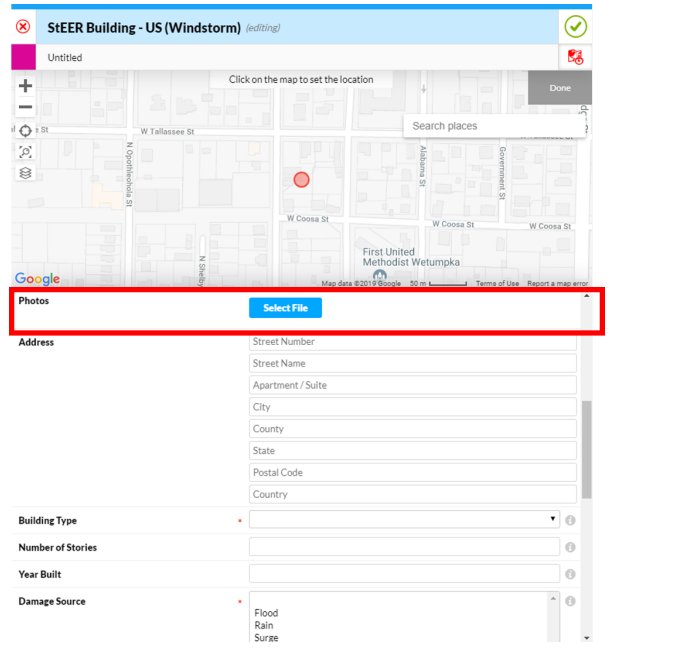 StEER Building - US (Windstorm) (editing)
Untitled
Click on the map to set the location
Done
Search places
W Tallassee St
N Opothleohola St
Alabama St
Government St
W Coosa St
W Coosa St
W Coosa St
First United
Methodist Wetumpka
Google
Map data ©2019 Google 50 m Terms of Use Report a map error
Photos
Select File
Address
Street Number
Street Name
Apartment / Suite
City
County
State
Postal Code
Country
Building Type *
Number of Stories
Year Built
Damage Source *
Flood
Rain
Surge